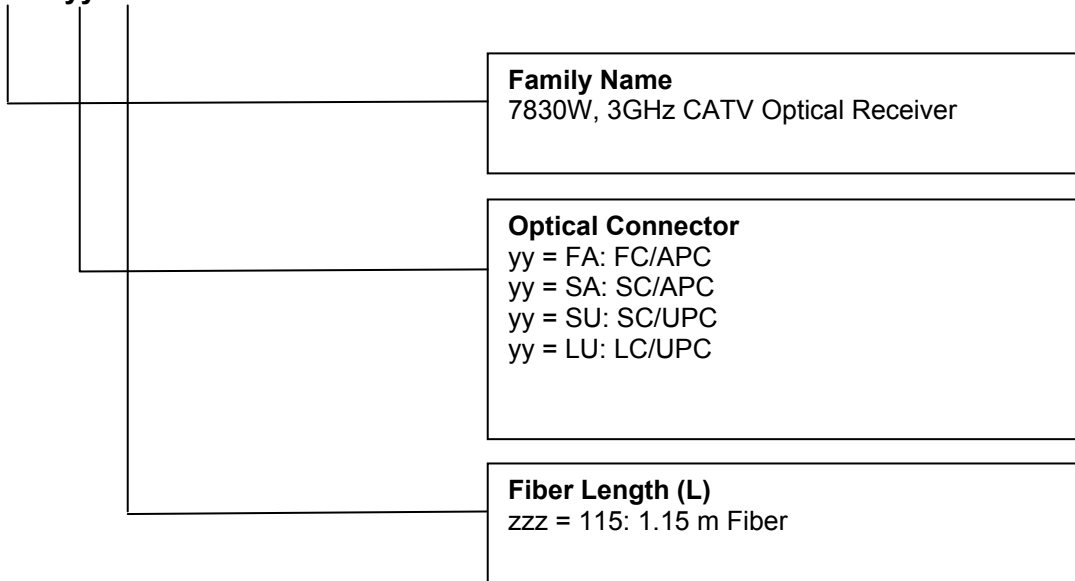 Family Name
7830W, 3GHz CATV Optical Receiver
Optical Connector
yy = FA: FC/APC
yy = SA: SC/APC
yy = SU: SC/UPC
yy = LU: LC/UPC
Fiber Length (L)
zzz = 115: 1.15 m Fiber